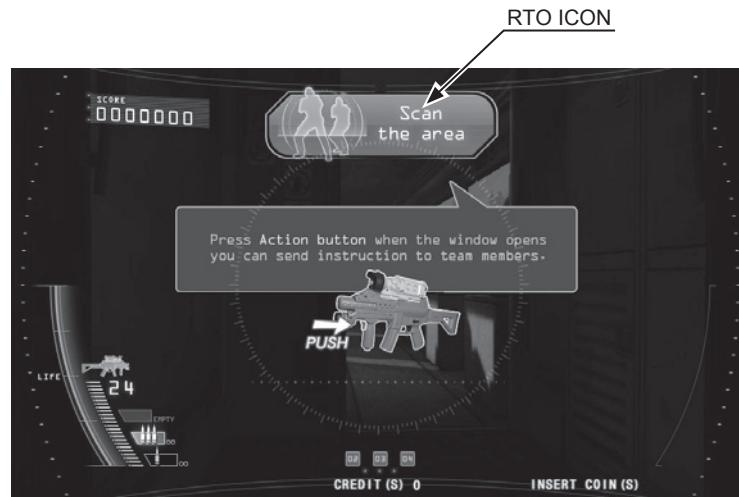 RTO ICON
SCORE
0000000
Scan
the area
Press Action button when the window opens
you can send instruction to team members.
PUSH
LIFE
24
EMPTY
∞
∞
02 03 04
CREDIT(S) 0
INSERT COIN(S)